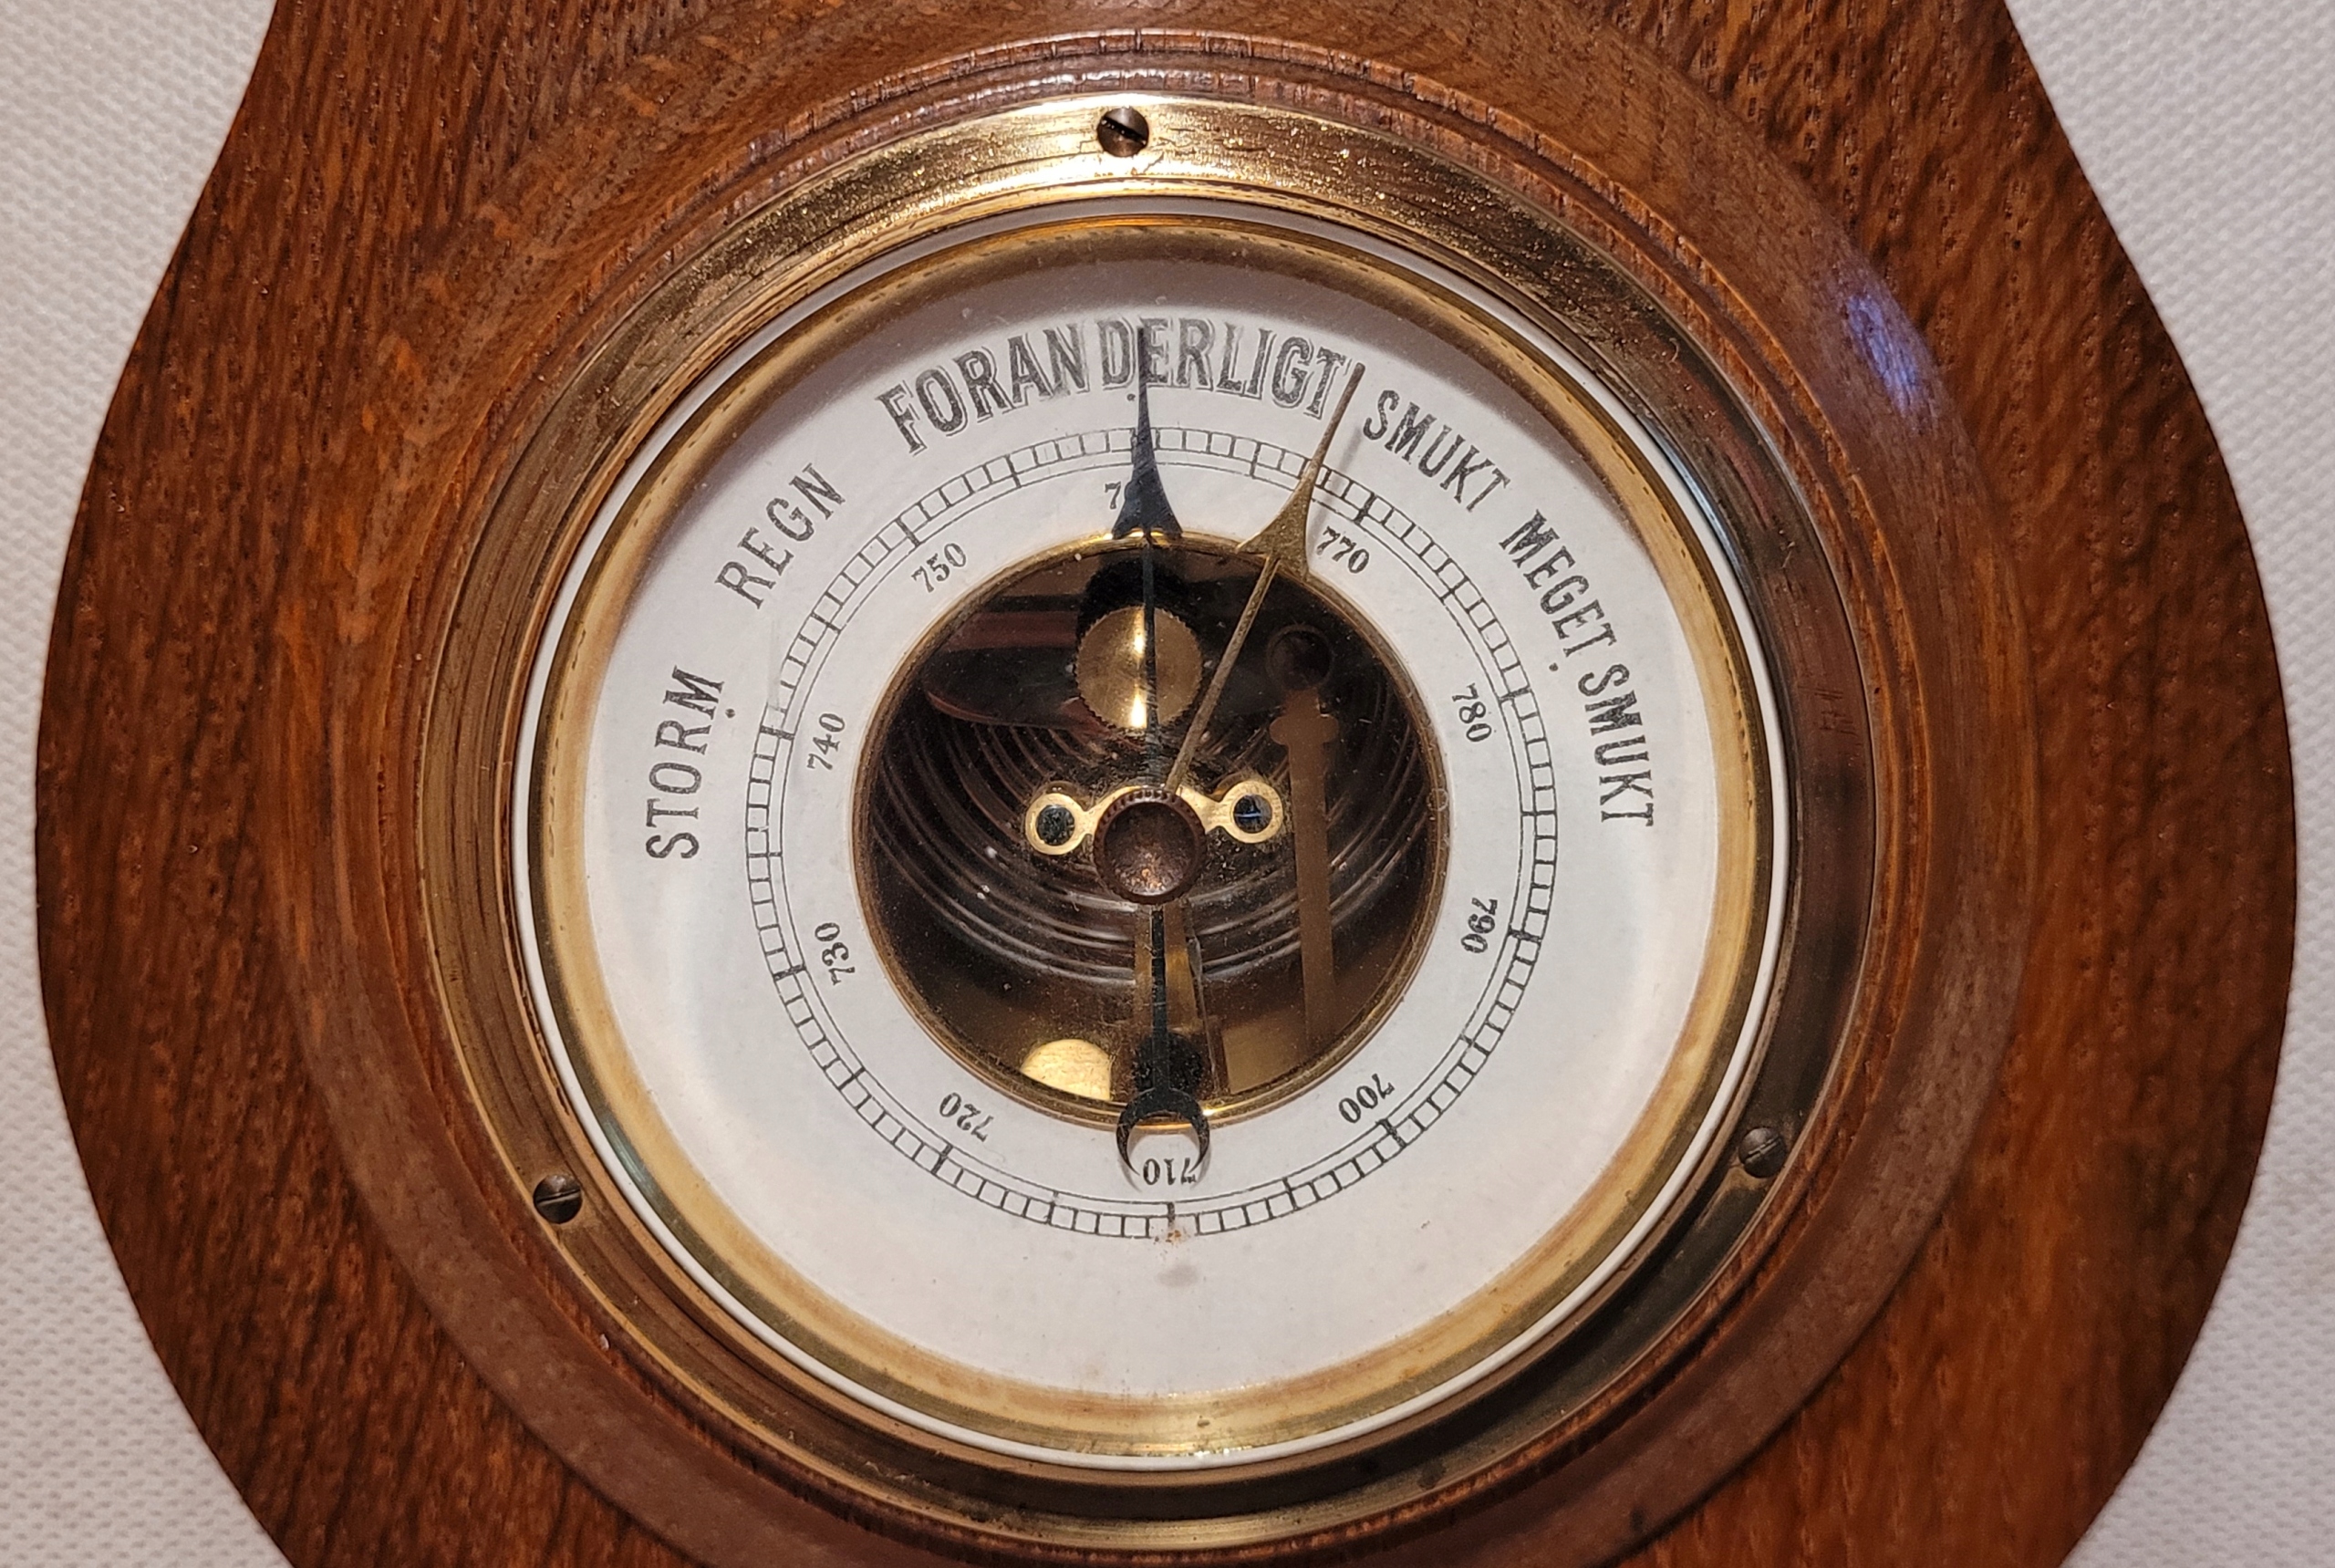 STORM
REGN
FORANDERLIGT
SMUKT
MEGET SMUKT
730
740
750
770
780
790
700
710
720